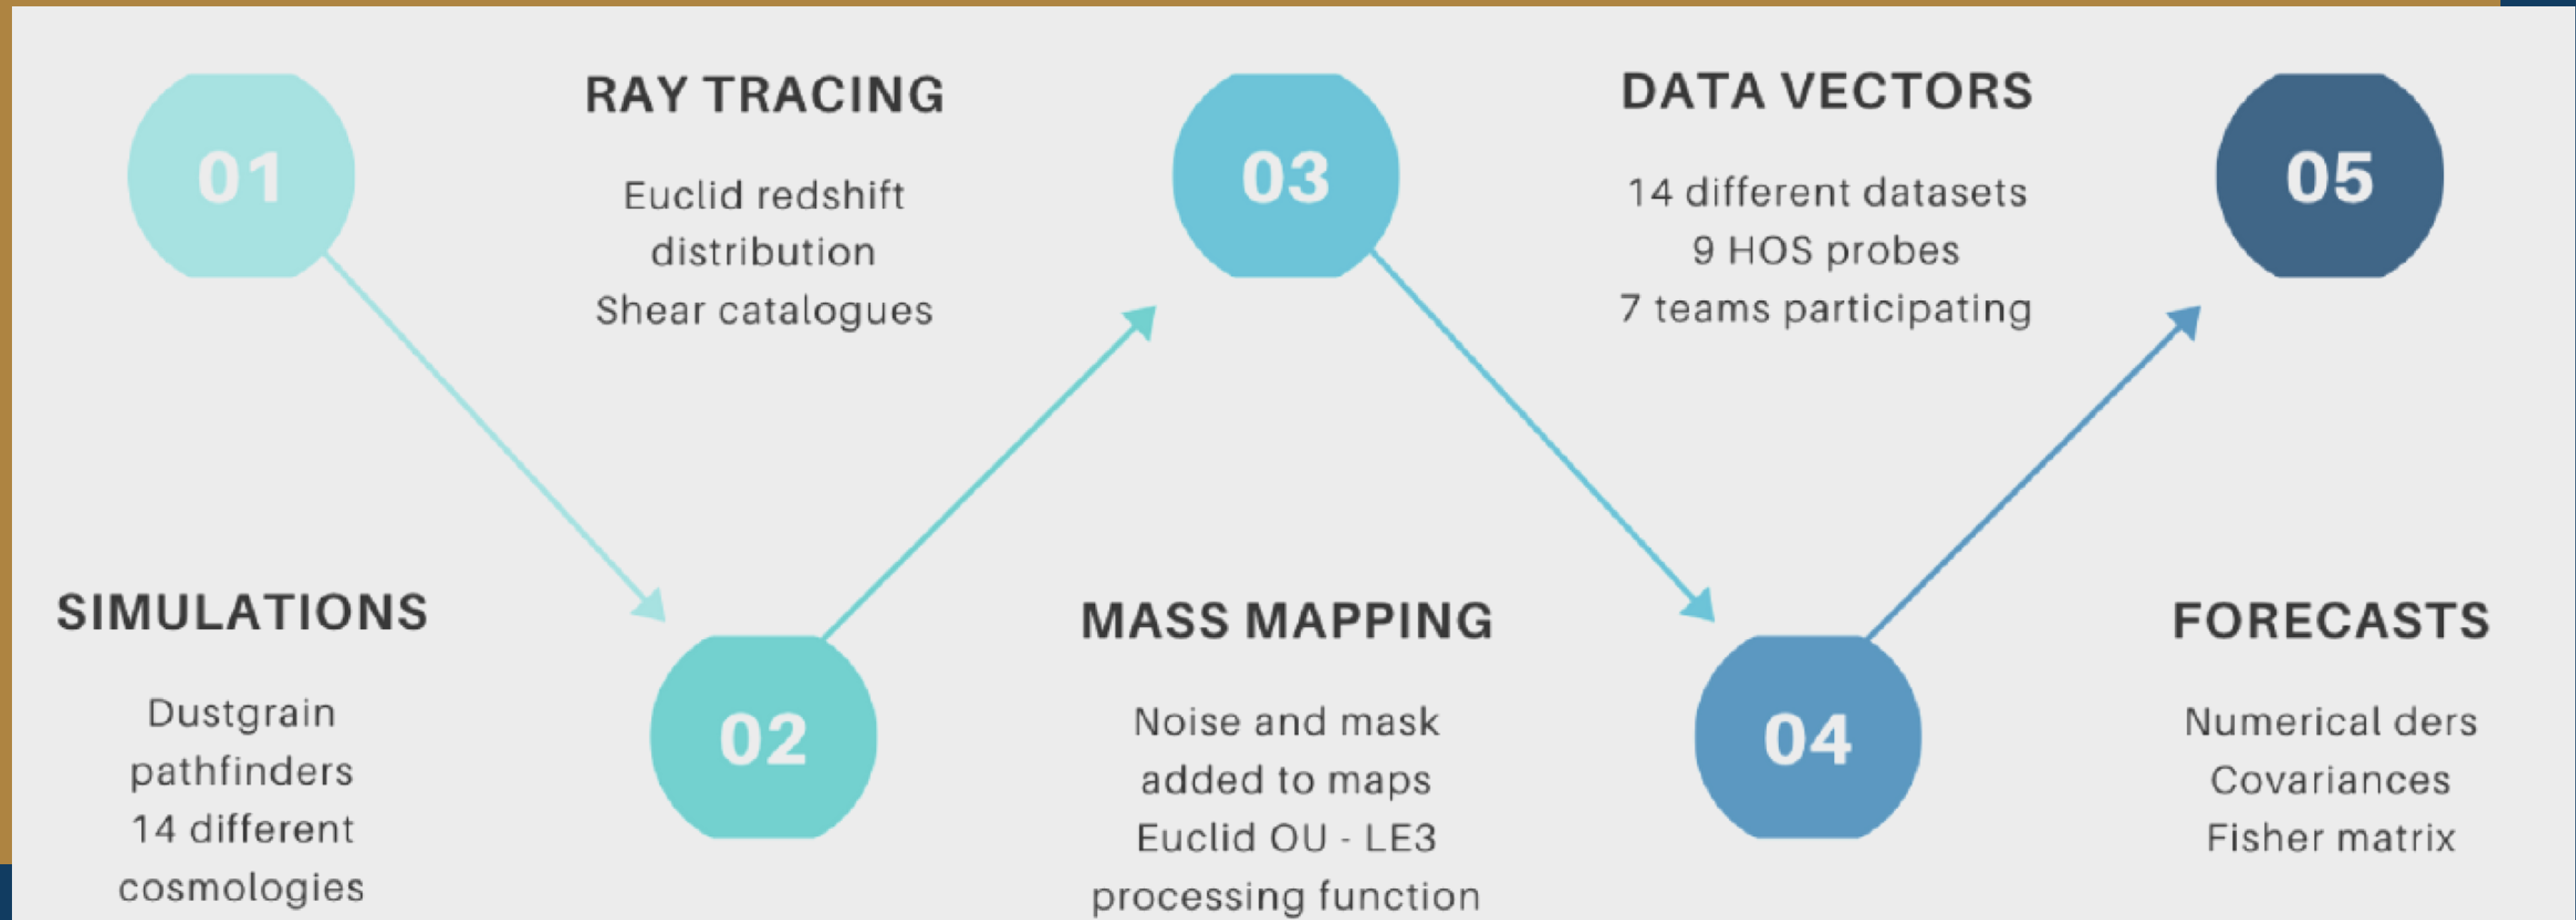 01
SIMULATIONS
Dustgrain
pathfinders
14 different
cosmologies
RAY TRACING
Euclid redshift
distribution
Shear catalogues
02
03
MASS MAPPING
Noise and mask
added to maps
Euclid OU - LE3
processing function
DATA VECTORS
14 different datasets
9 HOS probes
7 teams participating
04
05
FORECASTS
Numerical ders
Covariances
Fisher matrix